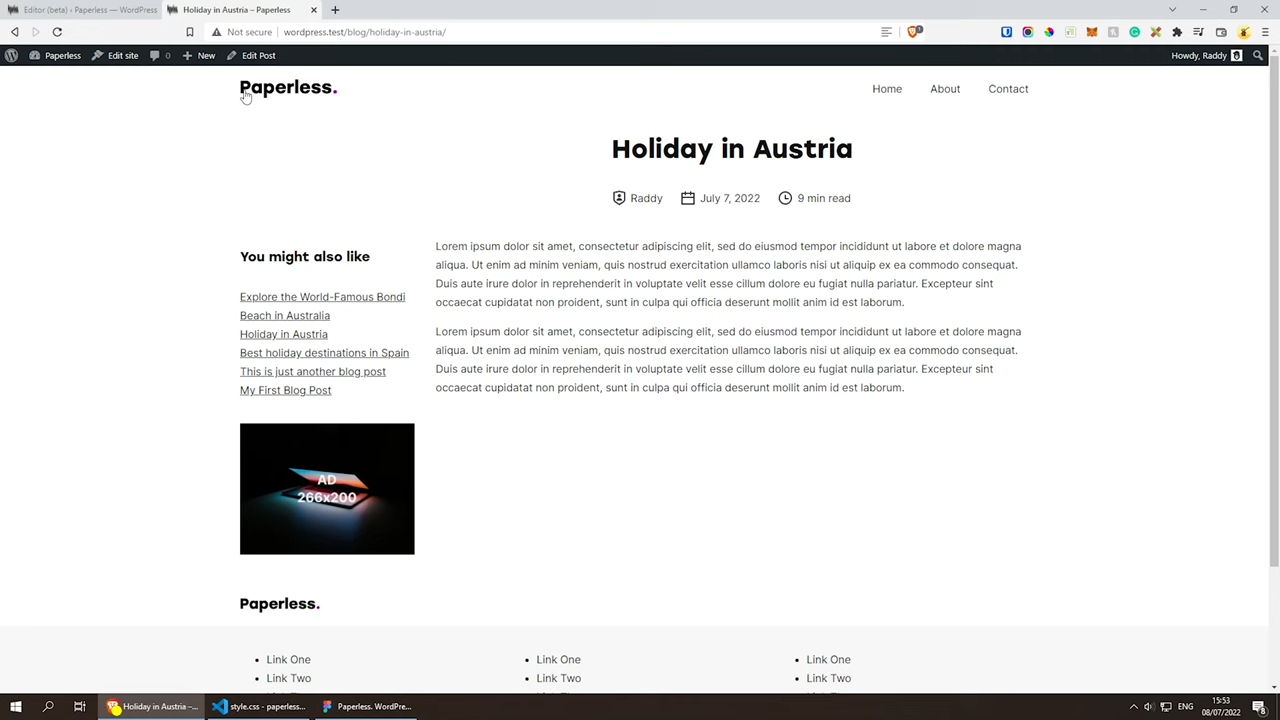 Editor (beta) ‹ Paperless — WordPress
Holiday in Austria – Paperless
Not secure
wordpress.test/blog/holiday-in-austria/
1
Paperless
Edit site
0
New
Edit Post
Howdy, Raddy
Paperless.
Home
About
Contact
Holiday in Austria
Raddy
July 7, 2022
9 min read
You might also like
Explore the World-Famous Bondi
Beach in Australia
Holiday in Austria
Best holiday destinations in Spain
This is just another blog post
My First Blog Post
AD
266x200
Lorem ipsum dolor sit amet, consectetur adipiscing elit, sed do eiusmod tempor incididunt ut labore et dolore magna
aliqua. Ut enim ad minim veniam, quis nostrud exercitation ullamco laboris nisi ut aliquip ex ea commodo consequat.
Duis aute irure dolor in reprehenderit in voluptate velit esse cillum dolore eu fugiat nulla pariatur. Excepteur sint
occaecat cupidatat non proident, sunt in culpa qui officia deserunt mollit anim id est laborum.
Lorem ipsum dolor sit amet, consectetur adipiscing elit, sed do eiusmod tempor incididunt ut labore et dolore magna
aliqua. Ut enim ad minim veniam, quis nostrud exercitation ullamco laboris nisi ut aliquip ex ea commodo consequat.
Duis aute irure dolor in reprehenderit in voluptate velit esse cillum dolore eu fugiat nulla pariatur. Excepteur sint
occaecat cupidatat non proident, sunt in culpa qui officia deserunt mollit anim id est laborum.
Paperless.
Link One
Link Two
Link One
Link Two
Link One
Link Two
Holiday in Austria –...
style.css - paperless...
Paperless. WordPre...
ENG
15:53
08/07/2022